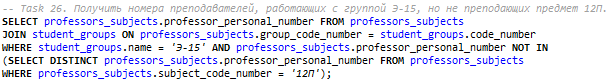 -- Task 26. Получить номера преподавателей, работающих с группой Э-15, но не преподающих предмет 12П.
SELECT professors_subjects.professor_personal_number FROM professors_subjects
JOIN student_groups ON professors_subjects.group_code_number = student_groups.code_number
WHERE student_groups.name = 'Э-15' AND professors_subjects.professor_personal_number NOT IN
(SELECT DISTINCT professors_subjects.professor_personal_number FROM professors_subjects
WHERE professors_subjects.subject_code_number = '12П');